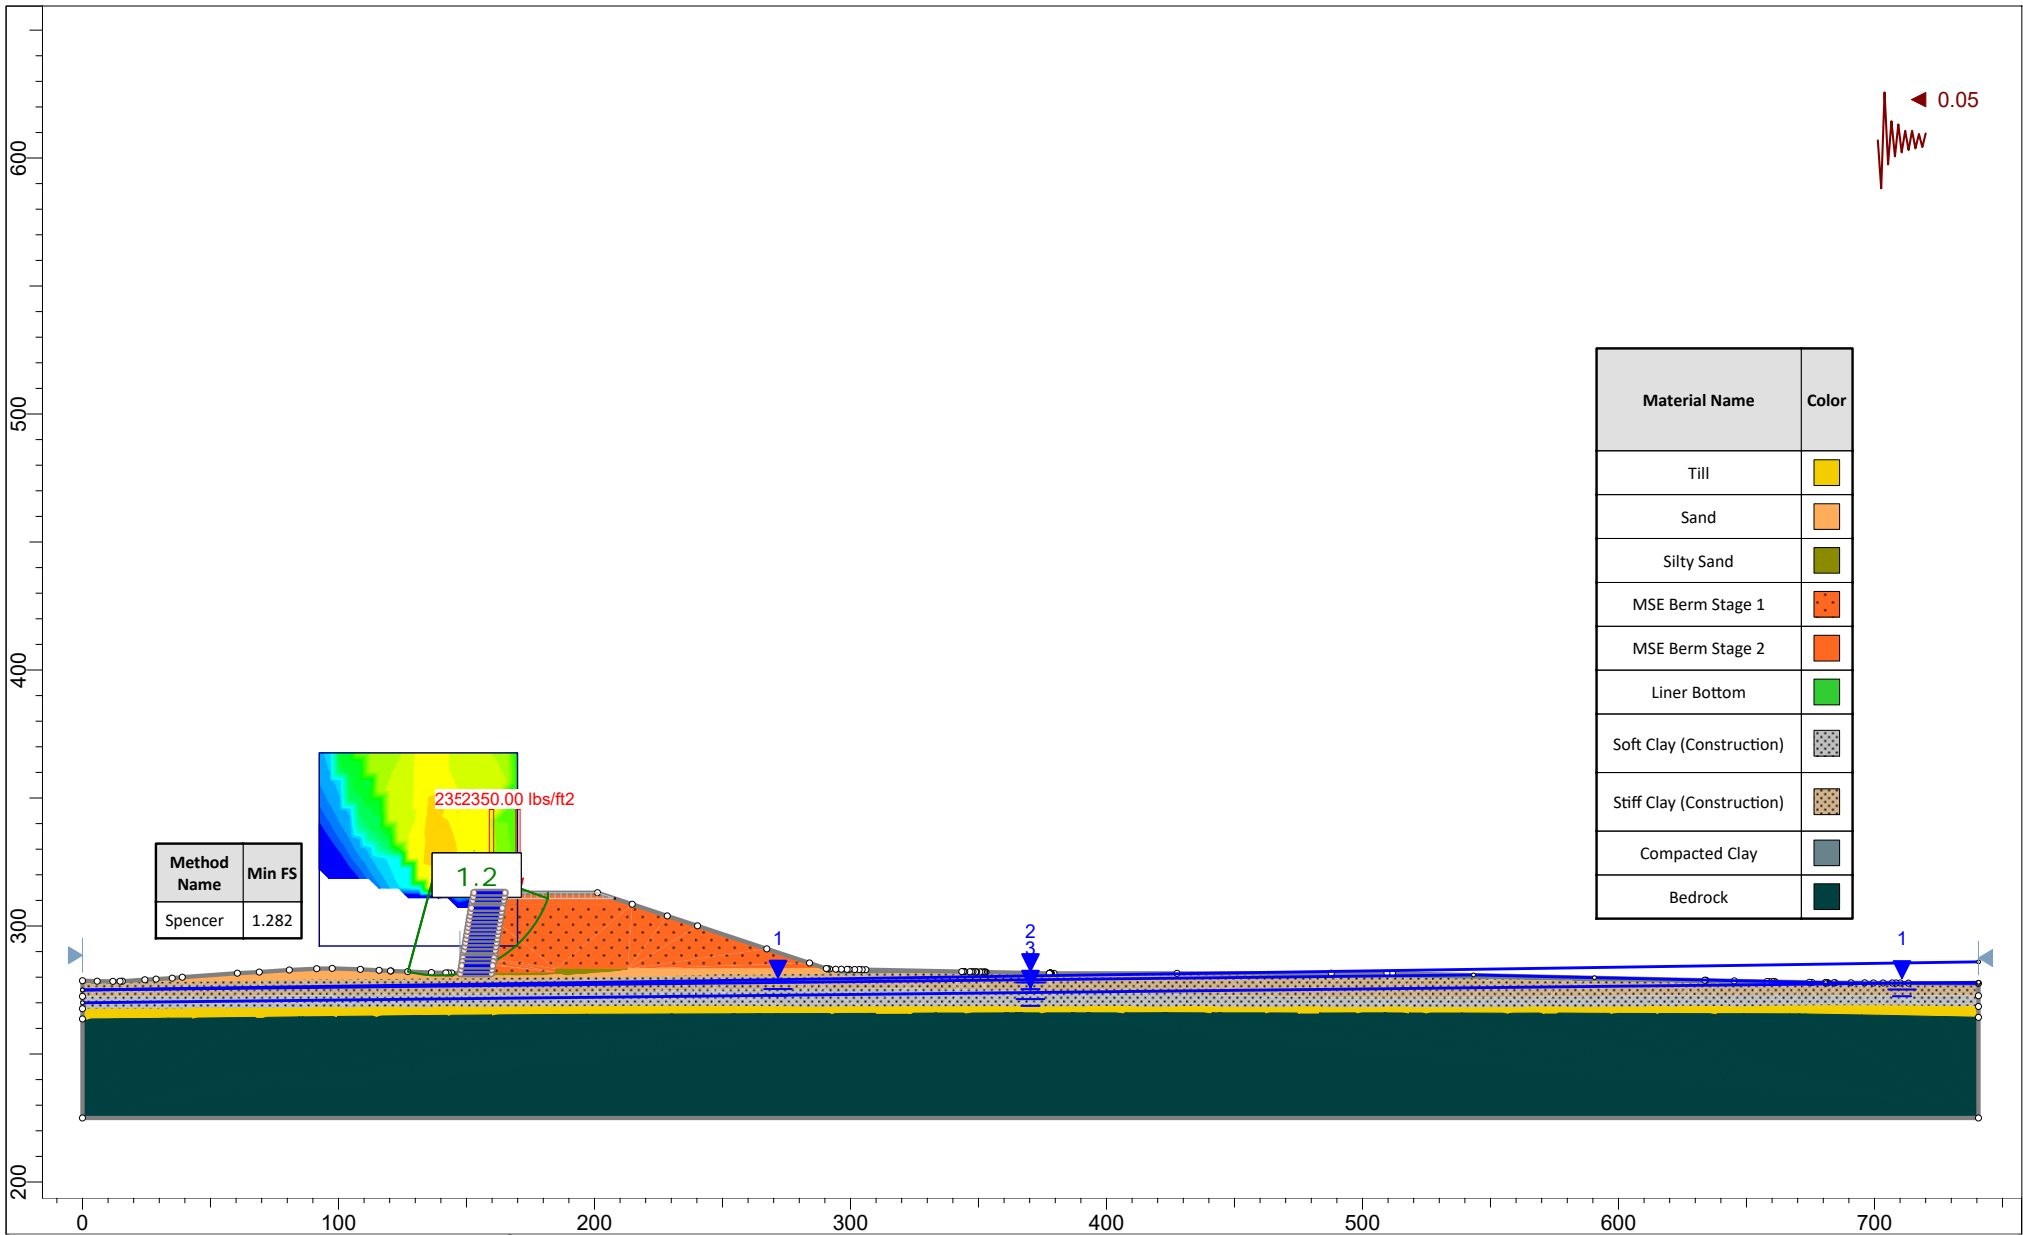 0.05
600
500
400
300
200
Material Name Color
Till
Sand
Silty Sand
MSE Berm Stage 1
MSE Berm Stage 2
Liner Bottom
Soft Clay (Construction)
Stiff Clay (Construction)
Compacted Clay
Bedrock
2352350.00 lbs/ft2
Method Name Min FS
Spencer 1.282
1.2
1
2
3
1
0 100 200 300 400 500 600 700